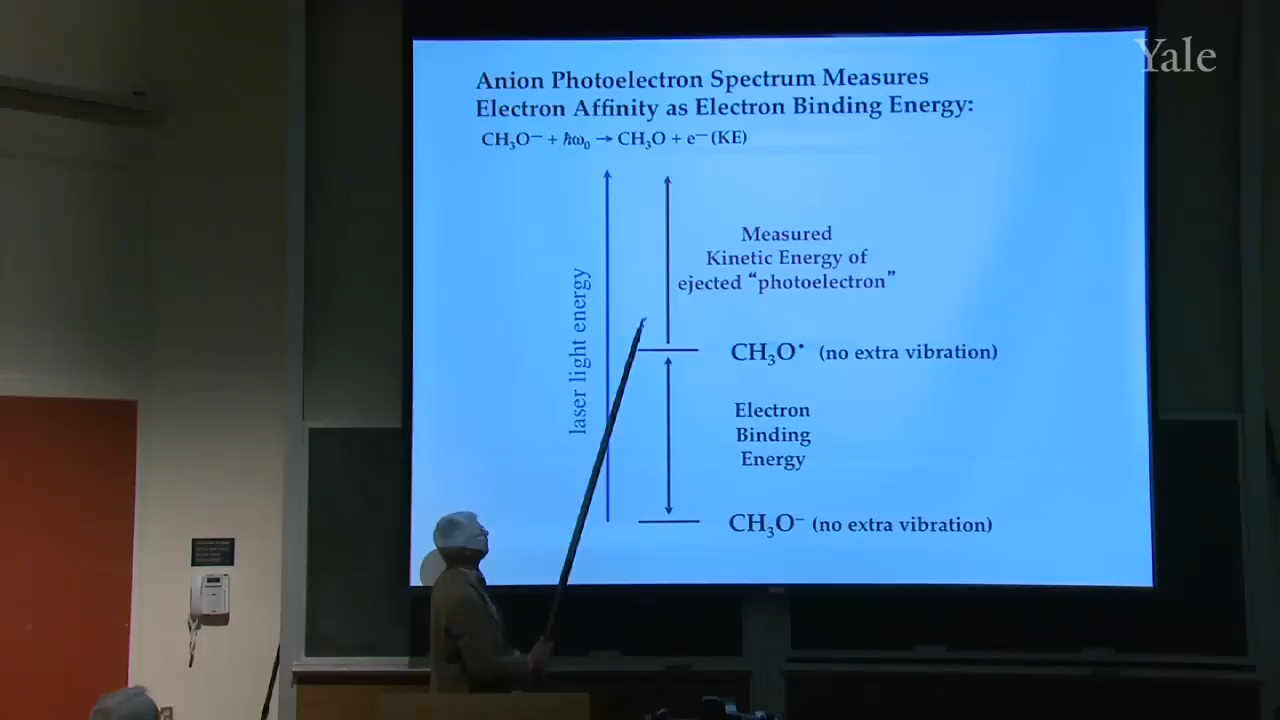 Yale
Anion Photoelectron Spectrum Measures
Electron Affinity as Electron Binding Energy:
CH₃O⁻ + ℏω₀ → CH₃O + e⁻ (KE)
laser light energy
Measured
Kinetic Energy of
ejected “photoelectron”
CH₃O• (no extra vibration)
Electron
Binding
Energy
CH₃O⁻ (no extra vibration)